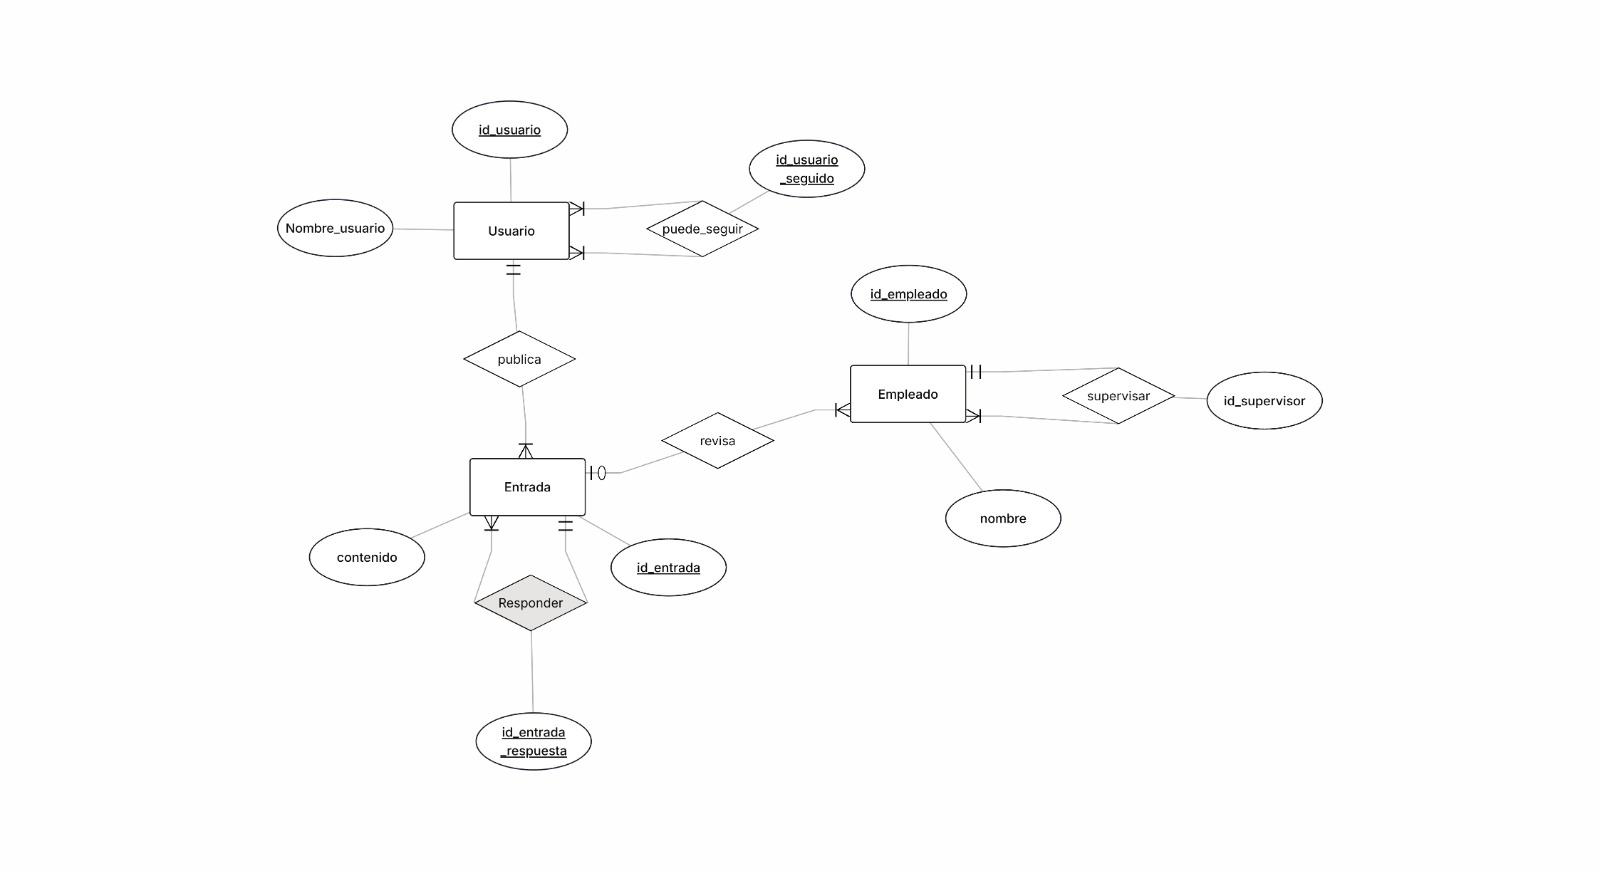 id_usuario
id_usuario
_seguido
Nombre_usuario
Usuario
puede_seguir
id_empleado
publica
Empleado
supervisar
id_supervisor
revisa
Entrada
nombre
contenido
id_entrada
Responder
id_entrada
_respuesta